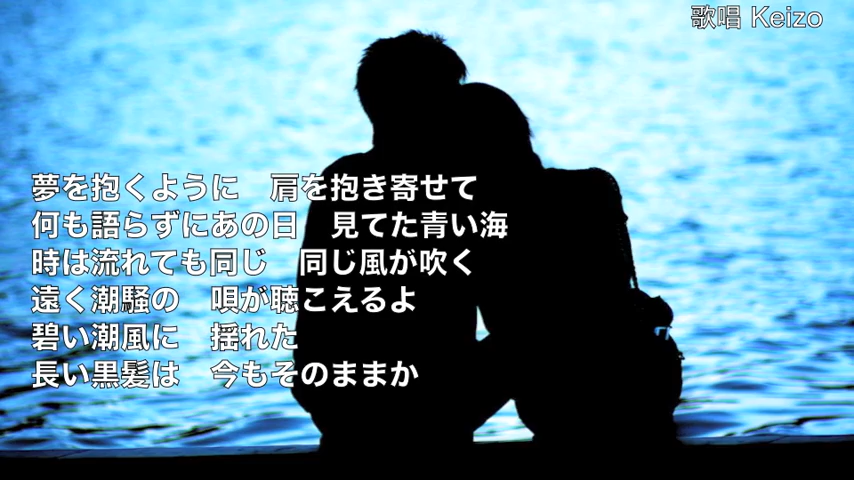 歌唱 Keizo
夢を抱くように　肩を抱き寄せて
何も語らずにあの日　見てた青い海
時は流れても同じ　同じ風が吹く
遠く潮騒の　唄が聴こえるよ
碧い潮風に　揺れた
長い黒髪は　今もそのままか